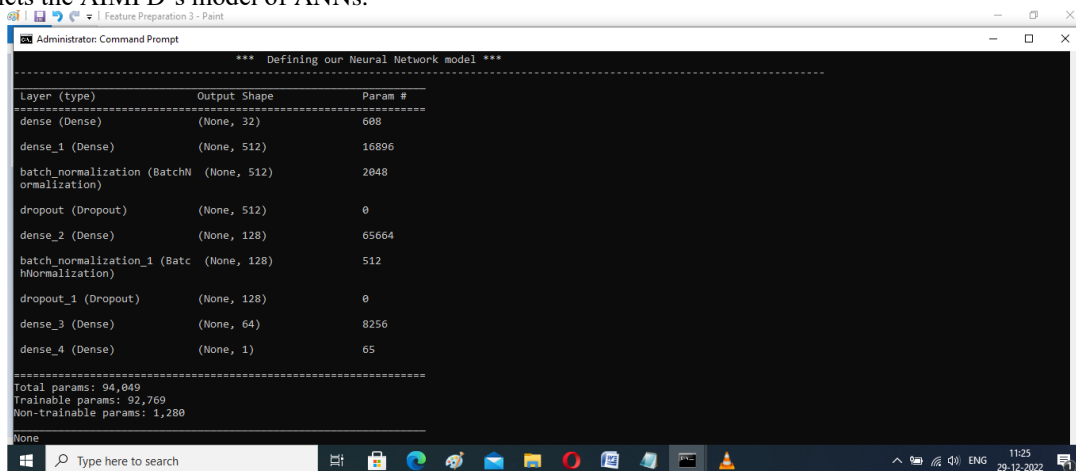 Feature Preparation 3 - Paint
Administrator: Command Prompt
*** Defining our Neural Network model ***
Layer (type) Output Shape Param #
dense (Dense) (None, 32) 608
dense_1 (Dense) (None, 512) 16896
batch_normalization (BatchN (None, 512) 2048
ormalization)
dropout (Dropout) (None, 512) 0
dense_2 (Dense) (None, 128) 65664
batch_normalization_1 (Batc (None, 128) 512
hNormalization)
dropout_1 (Dropout) (None, 128) 0
dense_3 (Dense) (None, 64) 8256
dense_4 (Dense) (None, 1) 65
Total params: 94,049
Trainable params: 92,769
Non-trainable params: 1,280
None
Type here to search
ENG
11:25
29-12-2022